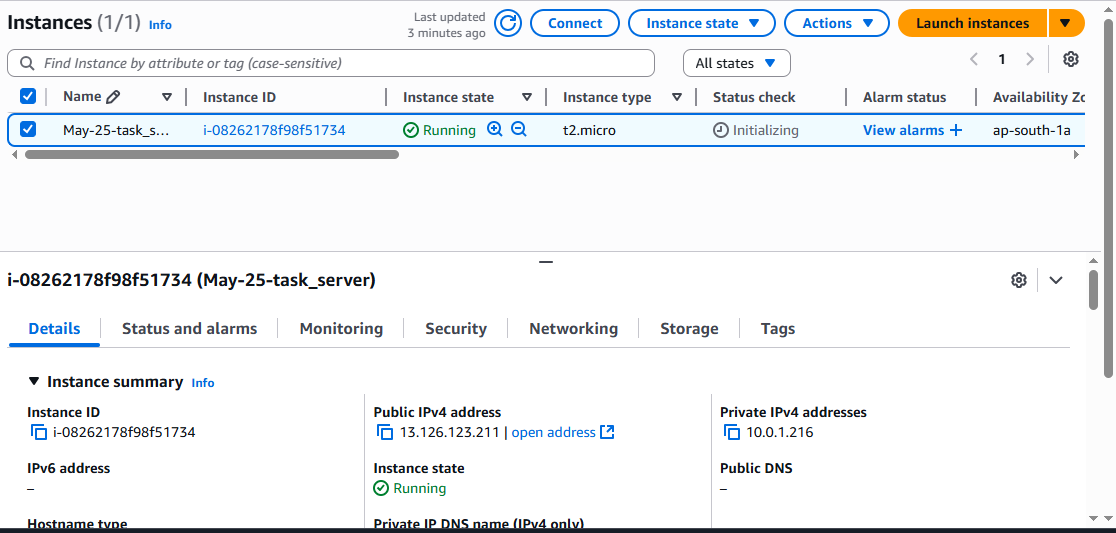 Instances (1/1) Info
Last updated
3 minutes ago
Connect
Instance state
Actions
Launch instances
Find Instance by attribute or tag (case-sensitive)
All states
1
Name Instance ID Instance state Instance type Status check Alarm status Availability Zo
May-25-task_s... i-08262178f98f51734 Running t2.micro Initializing View alarms + ap-south-1a
i-08262178f98f51734 (May-25-task_server)
Details Status and alarms Monitoring Security Networking Storage Tags
Instance summary Info
Instance ID
i-08262178f98f51734
Public IPv4 address
13.126.123.211 | open address
Private IPv4 addresses
10.0.1.216
IPv6 address
–
Instance state
Running
Public DNS
–
Hostname type
Private IP DNS name (IPv4 only)